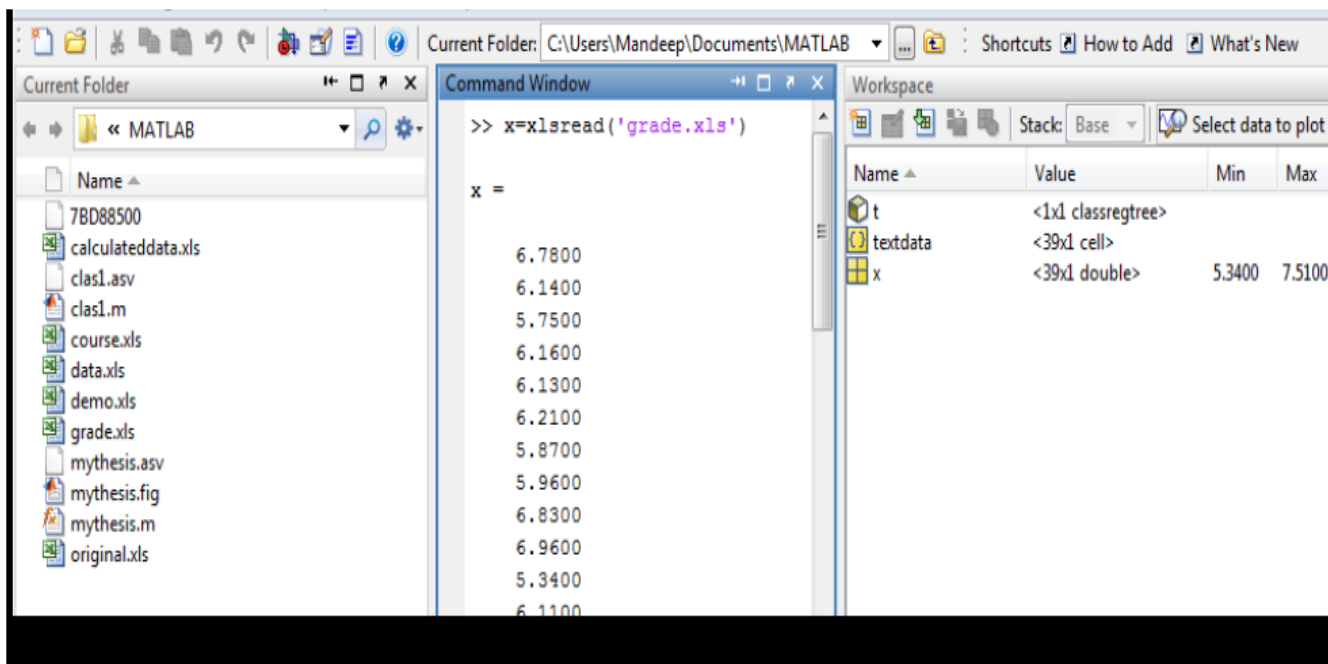 Current Folder: C:\Users\Mandeep\Documents\MATLAB ... Shortcuts How to Add What's New
Current Folder
« MATLAB
Name
7BD88500
calculateddata.xls
clas1.asv
clas1.m
course.xls
data.xls
demo.xls
grade.xls
mythesis.asv
mythesis.fig
mythesis.m
original.xls
Command Window
>> x=xlsread('grade.xls')
x =
6.7800
6.1400
5.7500
6.1600
6.1300
6.2100
5.8700
5.9600
6.8300
6.9600
5.3400
6.1100
Workspace
Stack: Base Select data to plot
Name Value Min Max
t <1x1 classregtree>
textdata <39x1 cell>
x <39x1 double> 5.3400 7.5100